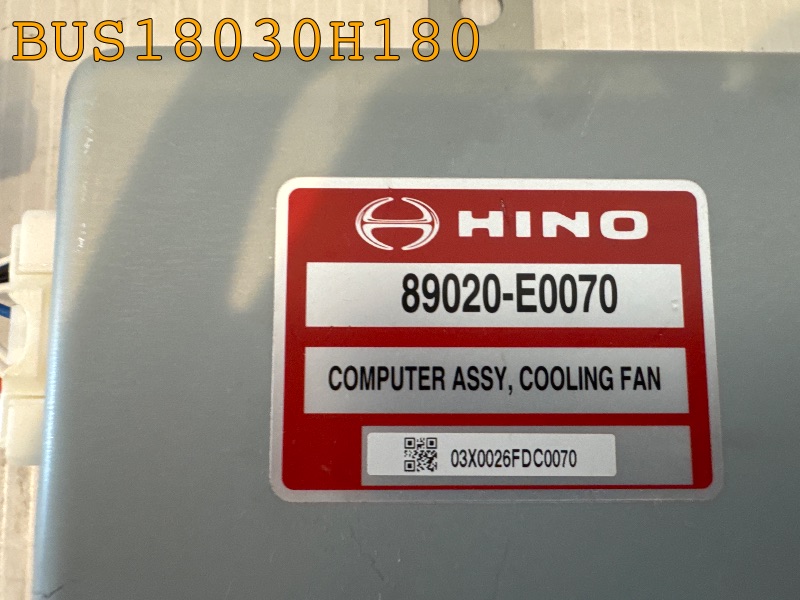 BUS18030H180
HINO
89020-E0070
COMPUTER ASSY, COOLING FAN
03X0026FDC0070